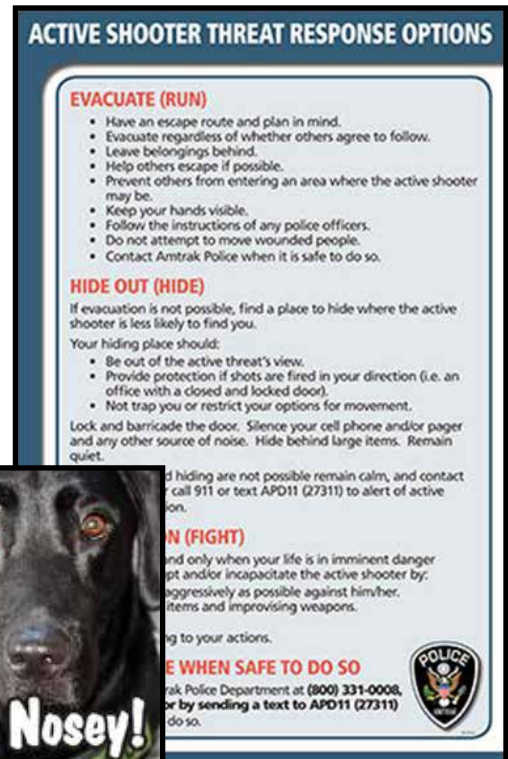 ACTIVE SHOOTER THREAT RESPONSE OPTIONS
EVACUATE (RUN)
• Have an escape route and plan in mind.
• Evacuate regardless of whether others agree to follow.
• Leave belongings behind.
• Help others escape if possible.
• Prevent others from entering an area where the active shooter
may be.
• Keep your hands visible.
• Follow the instructions of any police officers.
• Do not attempt to move wounded people.
• Contact Amtrak Police when it is safe to do so.
HIDE OUT (HIDE)
If evacuation is not possible, find a place to hide where the active
shooter is less likely to find you.
Your hiding place should:
• Be out of the active threat's view.
• Provide protection if shots are fired in your direction (i.e. an
office with a closed and locked door).
• Not trap you or restrict your options for movement.
Lock and barricade the door. Silence your cell phone and/or pager
and any other source of noise. Hide behind large items. Remain
quiet.
hiding are not possible remain calm, and contact
call 911 or text APD11 (27311) to alert of active
(FIGHT)
and only when your life is in imminent danger
and/or incapacitate the active shooter by:
aggressively as possible against him/her.
items and improvising weapons.
to your actions.
WHEN SAFE TO DO SO
Police Department at (800) 331-0008,
or by sending a text to APD11 (27311)
do so.
POLICE
Nosey!